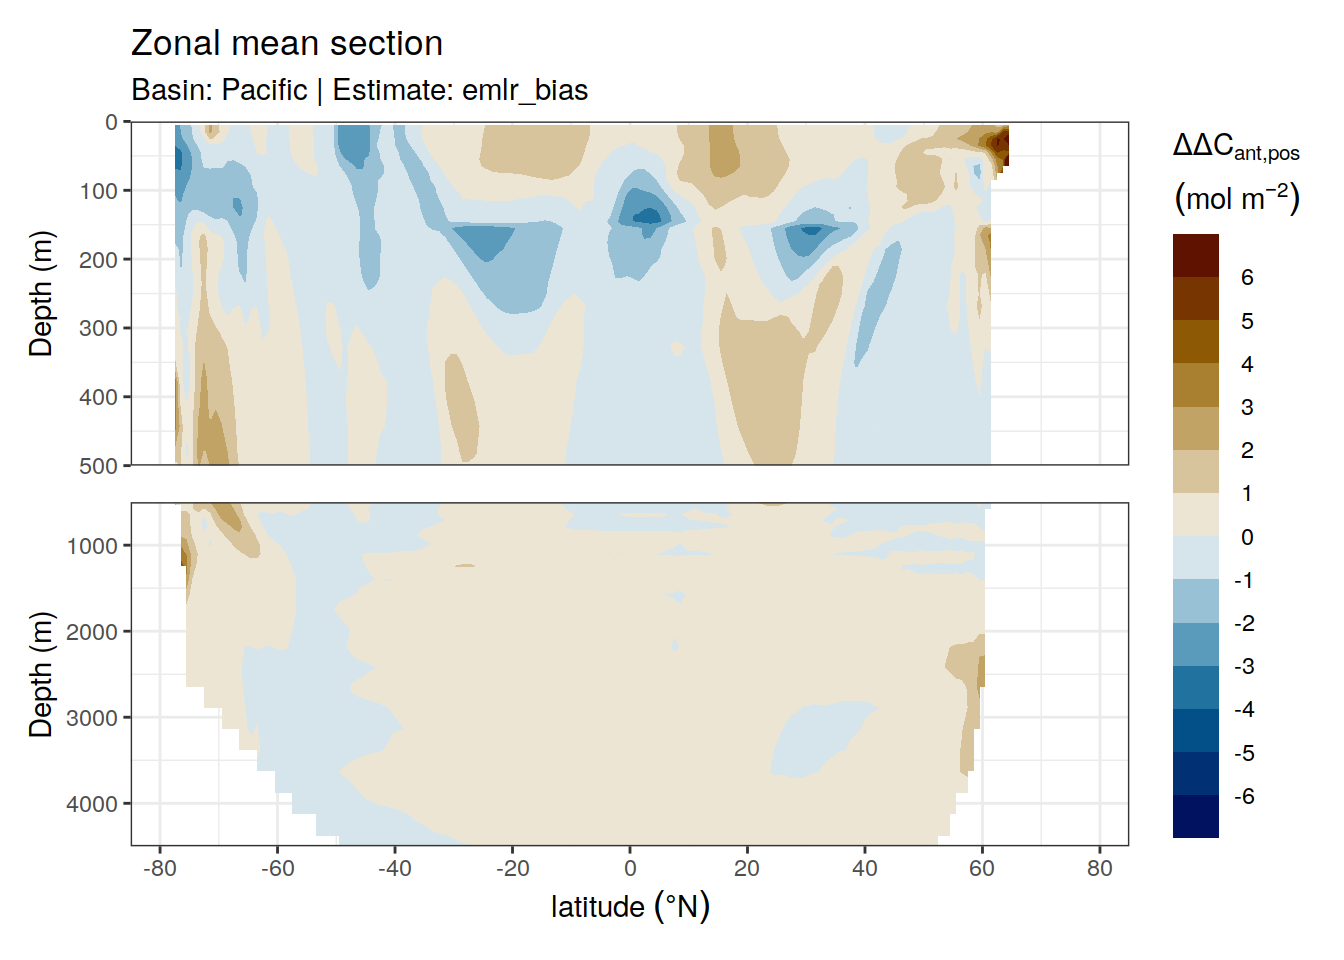 Zonal mean section
Basin: Pacific | Estimate: emlr_bias
0
100
200
300
400
500
Depth (m)
1000
2000
3000
4000
Depth (m)
-80 -60 -40 -20 0 20 40 60 80
latitude (°N)
ΔΔC ant,pos
(mol m⁻²)
6
5
4
3
2
1
0
-1
-2
-3
-4
-5
-6